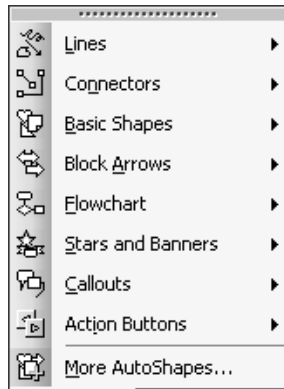 Lines
Connectors
Basic Shapes
Block Arrows
Flowchart
Stars and Banners
Callouts
Action Buttons
More AutoShapes...